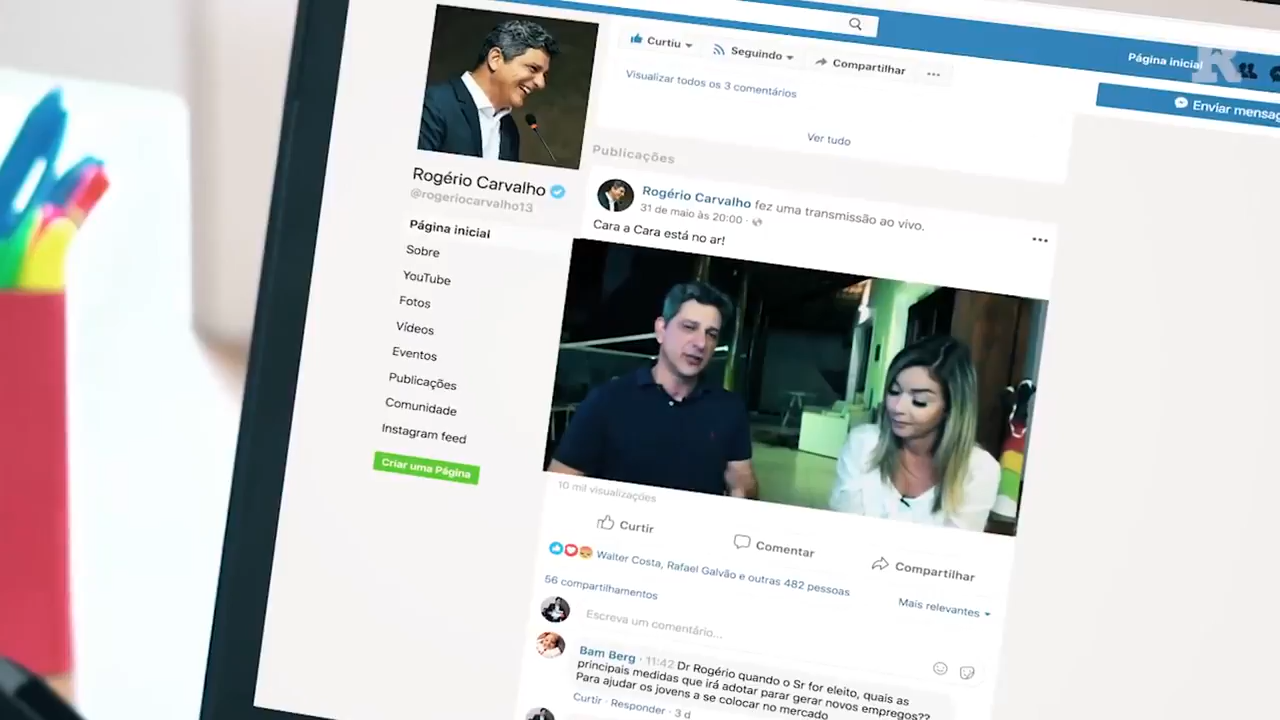 Página inicial
R
Curtiu
Seguindo
Compartilhar
Enviar mensag
Visualizar todos os 3 comentários
Ver tudo
Rogério Carvalho
@rogeriocarvalho13
Página inicial
Sobre
YouTube
Fotos
Vídeos
Eventos
Publicações
Comunidade
Instagram feed
Criar uma Página
Publicações
Rogério Carvalho fez uma transmissão ao vivo.
31 de maio às 20:00 ·
Cara a Cara está no ar!
10 mil visualizações
Curtir
Comentar
Compartilhar
Walter Costa, Rafael Galvão e outras 482 pessoas
56 compartilhamentos
Mais relevantes
Escreva um comentário...
Bam Berg · 11:42 Dr Rogério quando o Sr for eleito, quais as
principais medidas que irá adotar parar gerar novos empregos??
Para ajudar os jovens a se colocar no mercado
Curtir · Responder · 3 d